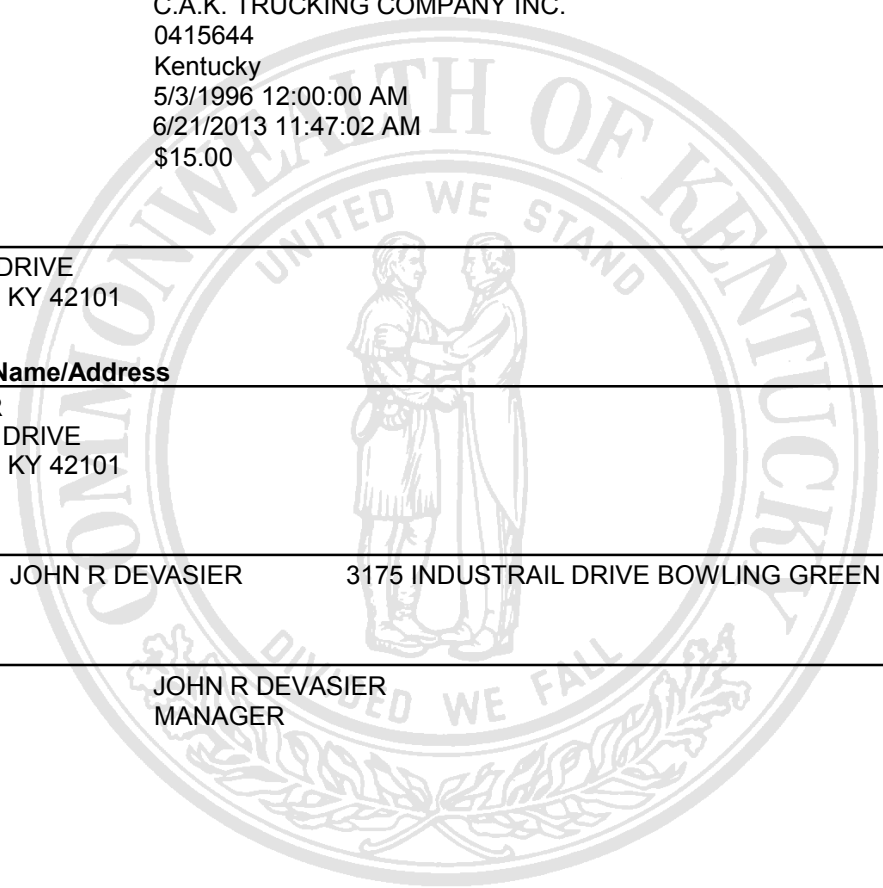 C.A.K. TRUCKING COMPANY INC.
0415644
Kentucky
5/3/1996 12:00:00 AM
6/21/2013 11:47:02 AM
$15.00
DRIVE
KY 42101
Name/Address
R
DRIVE
KY 42101
JOHN R DEVASIER 3175 INDUSTRAIL DRIVE BOWLING GREEN
JOHN R DEVASIER
MANAGER
COMMONWEALTH OF KENTUCKY
UNITED WE STAND
DIVIDED WE FALL